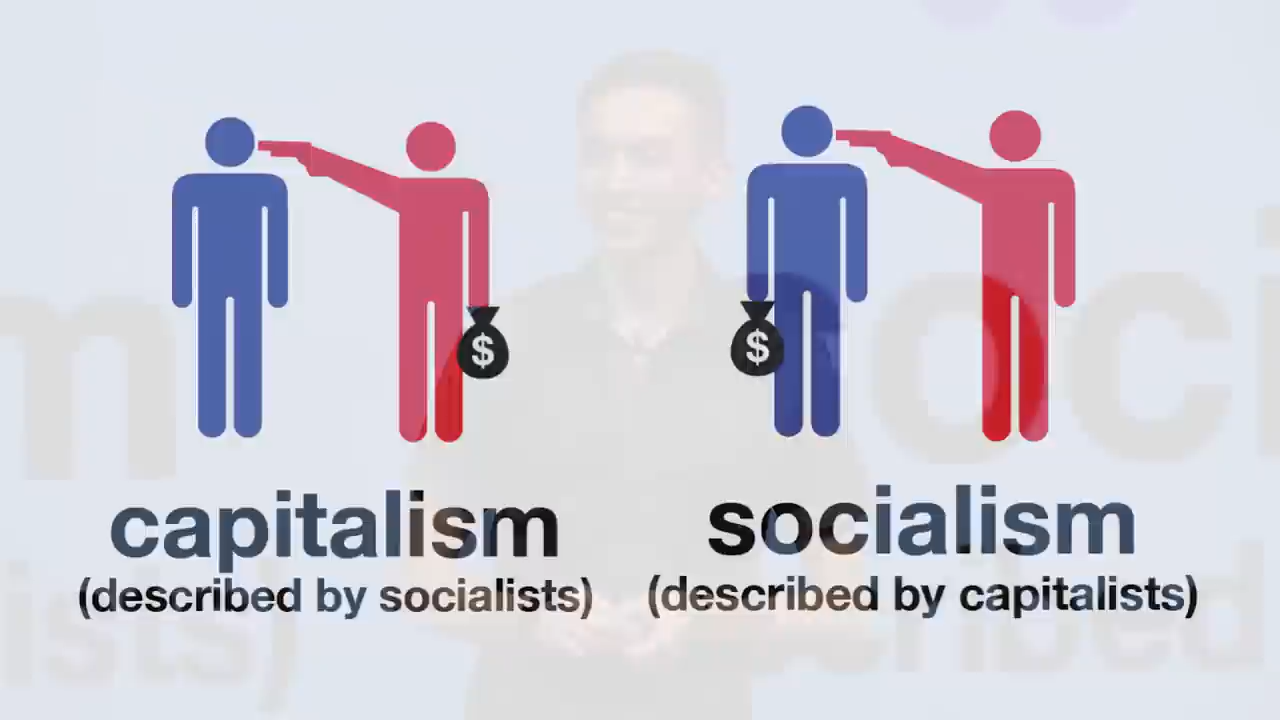 $ $
capitalism socialism
(described by socialists) (described by capitalists)